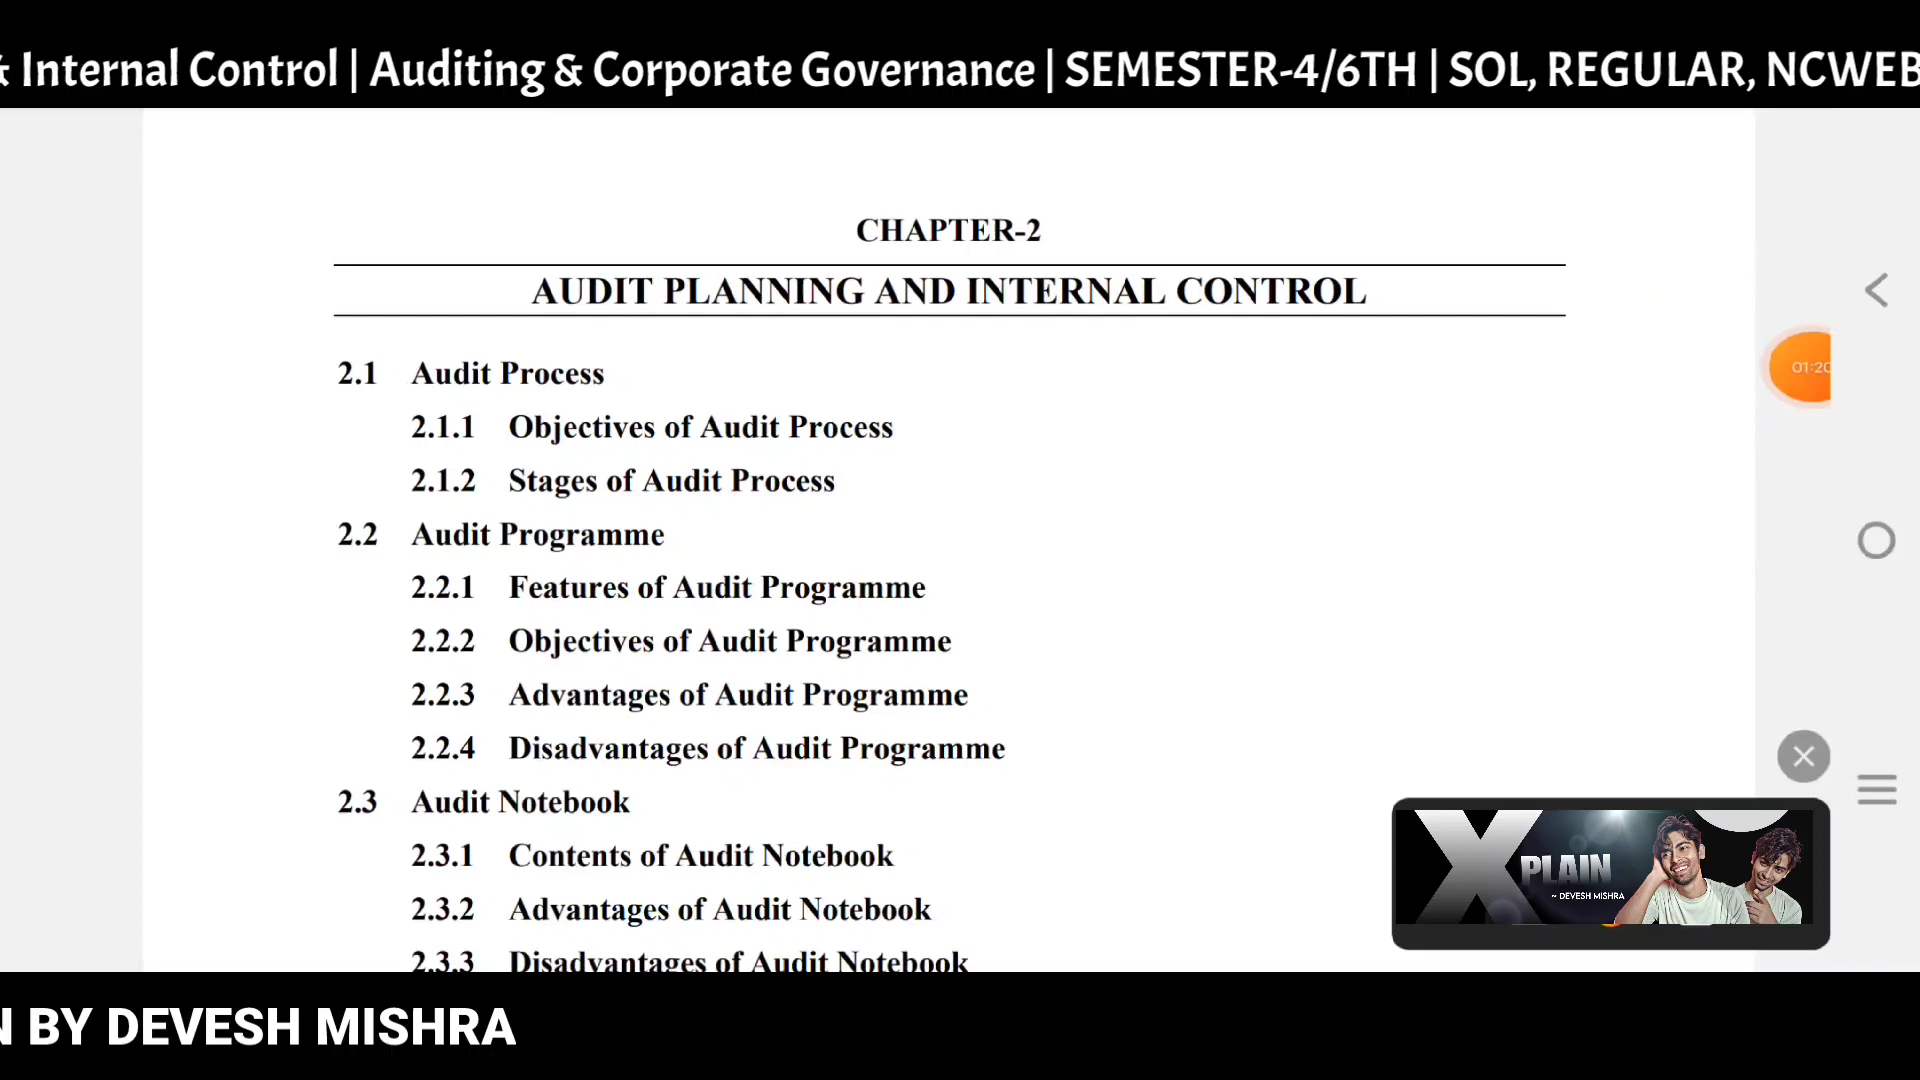 & Internal Control | Auditing & Corporate Governance | SEMESTER-4/6TH | SOL, REGULAR, NCWEB
CHAPTER-2
AUDIT PLANNING AND INTERNAL CONTROL
2.1 Audit Process
2.1.1 Objectives of Audit Process
2.1.2 Stages of Audit Process
2.2 Audit Programme
2.2.1 Features of Audit Programme
2.2.2 Objectives of Audit Programme
2.2.3 Advantages of Audit Programme
2.2.4 Disadvantages of Audit Programme
2.3 Audit Notebook
2.3.1 Contents of Audit Notebook
2.3.2 Advantages of Audit Notebook
2.3.3 Disadvantages of Audit Notebook
01:20
XPLAIN
~ DEVESH MISHRA
N BY DEVESH MISHRA